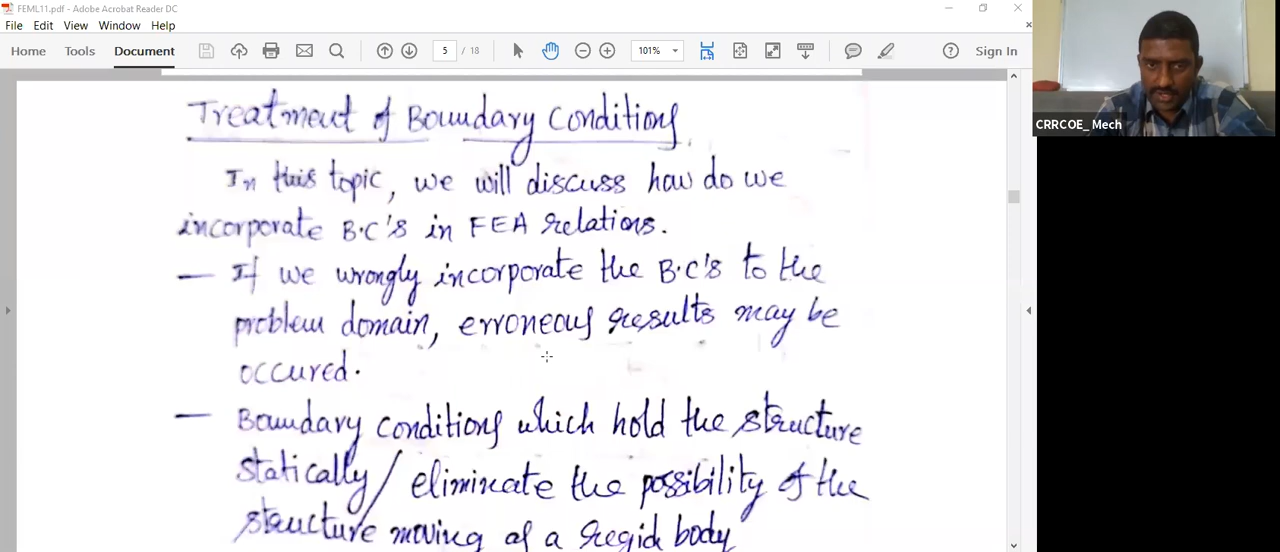 FEML11.pdf - Adobe Acrobat Reader DC
File Edit View Window Help
Home Tools Document 5 / 18 101% Sign In
CRRCOE_ Mech
Treatment of Boundary Conditions
In this topic, we will discuss how do we
incorporate B.C's in FEA relations.
— If we wrongly incorporate the B.C's to the
problem domain, erroneous results may be
occured.
— Boundary conditions which hold the structure
statically/ eliminate the possibility of the
structure moving as a regid body